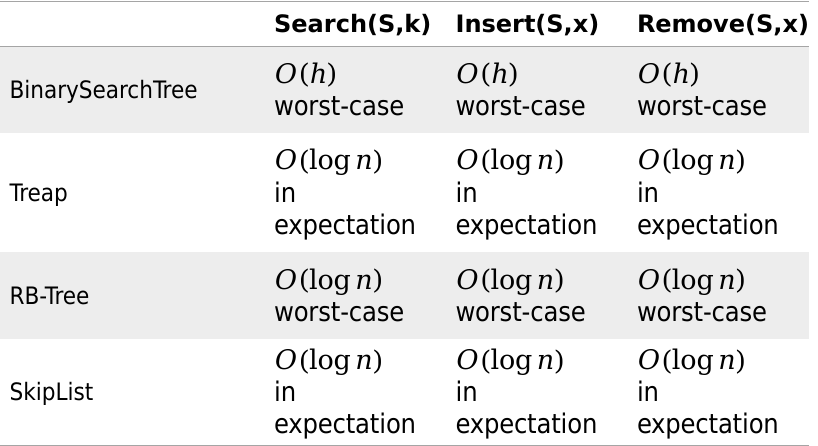 Search(S,k) Insert(S,x) Remove(S,x)
O(h) O(h) O(h)
BinarySearchTree
worst-case worst-case worst-case
O(log n) O(log n) O(log n)
Treap in in in
expectation expectation expectation
O(log n) O(log n) O(log n)
RB-Tree
worst-case worst-case worst-case
O(log n) O(log n) O(log n)
SkipList in in in
expectation expectation expectation